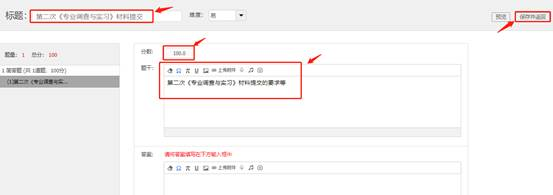 标题： 第二次《专业调查与实习》材料提交 难度： 易 预览 保存并返回
题量： 1 总分： 100
1 简答题 (共 1道题，100分)
(1)第二次《专业调查与实...
分数： 100.0
题干： 上传附件
第二次《专业调查与实习》材料提交的要求等
答案： 请将答案填写在下方输入框中
上传附件